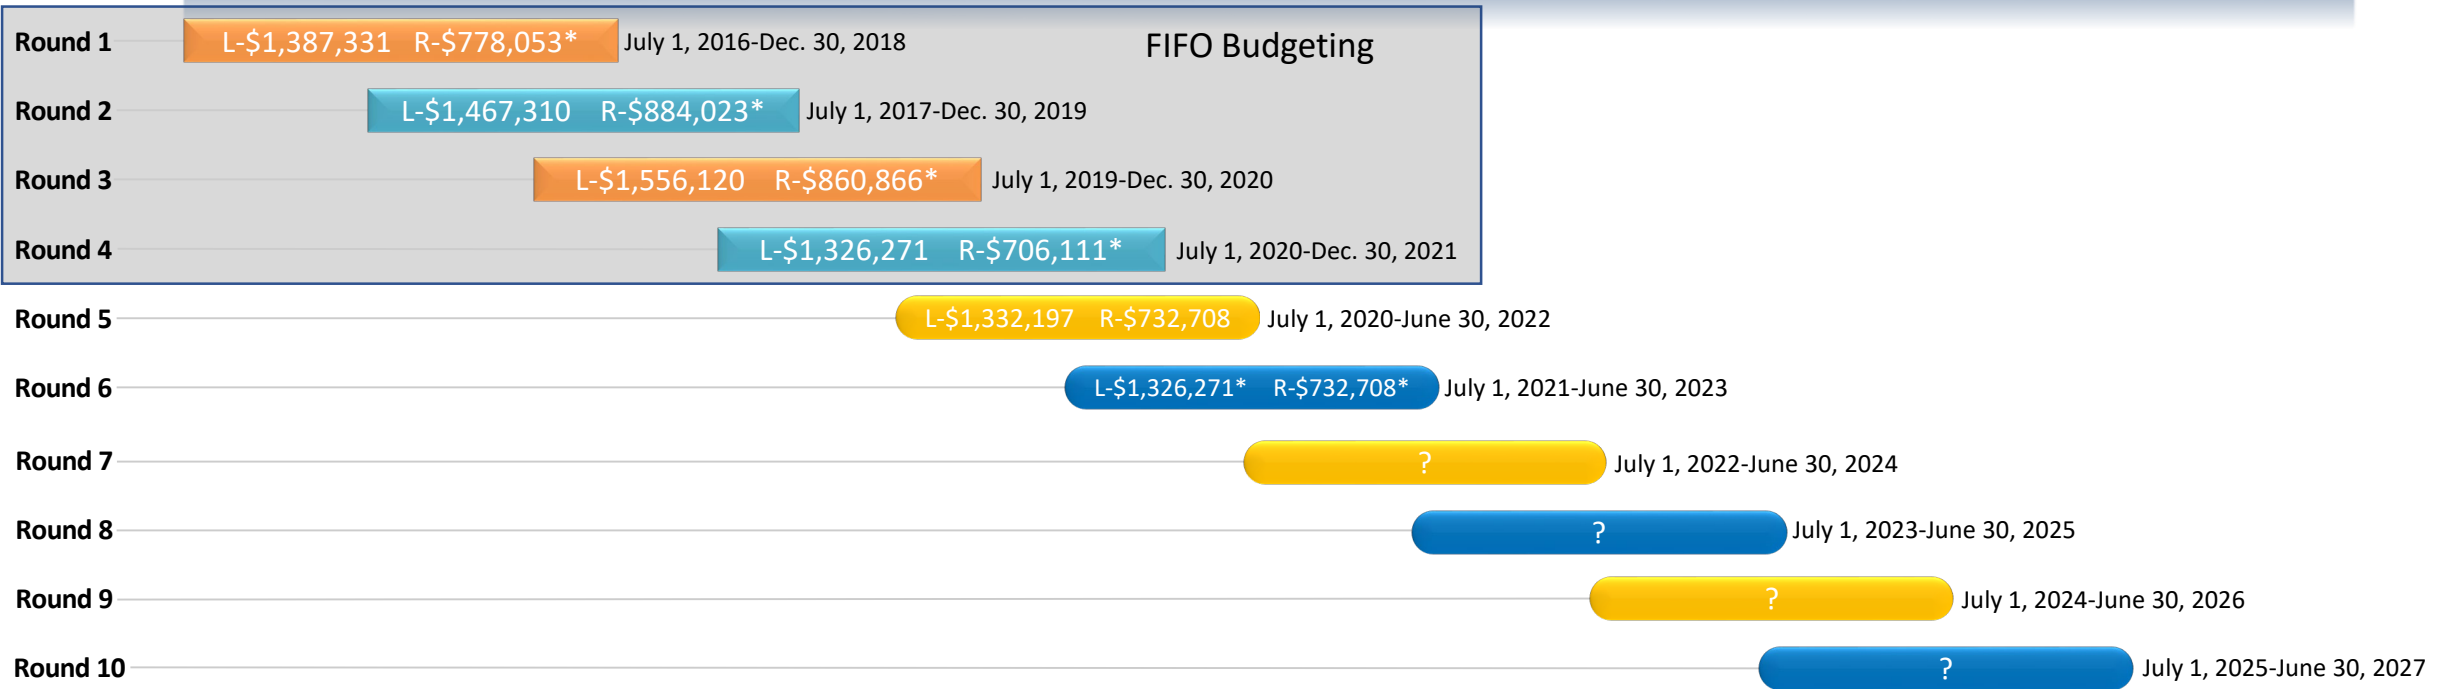 Round 1 L-$1,387,331 R-$778,053* July 1, 2016-Dec. 30, 2018 FIFO Budgeting
Round 2 L-$1,467,310 R-$884,023* July 1, 2017-Dec. 30, 2019
Round 3 L-$1,556,120 R-$860,866* July 1, 2019-Dec. 30, 2020
Round 4 L-$1,326,271 R-$706,111* July 1, 2020-Dec. 30, 2021
Round 5 L-$1,332,197 R-$732,708 July 1, 2020-June 30, 2022
Round 6 L-$1,326,271* R-$732,708* July 1, 2021-June 30, 2023
Round 7 ? July 1, 2022-June 30, 2024
Round 8 ? July 1, 2023-June 30, 2025
Round 9 ? July 1, 2024-June 30, 2026
Round 10 ? July 1, 2025-June 30, 2027